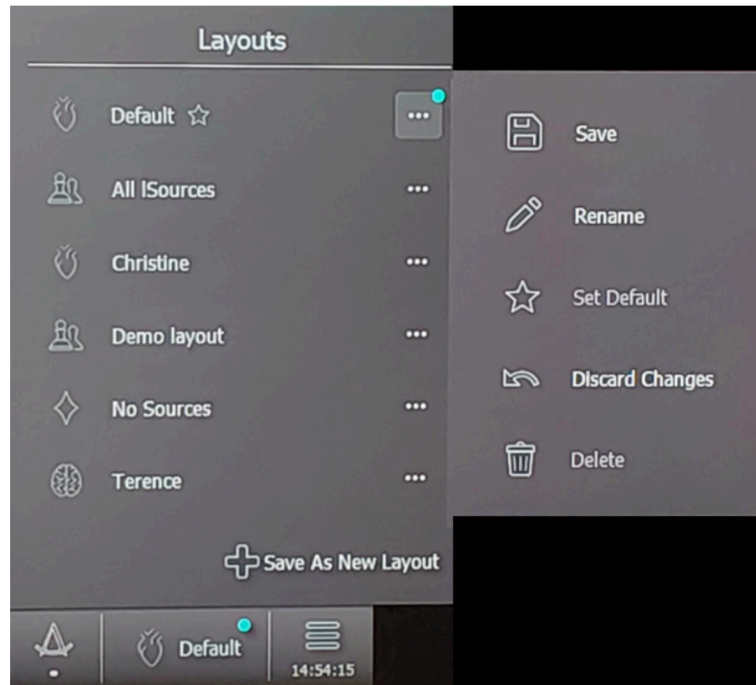 Layouts
Default
All ISources
Christine
Demo layout
No Sources
Terence
Save As New Layout
Default
14:54:15
Save
Rename
Set Default
Discard Changes
Delete